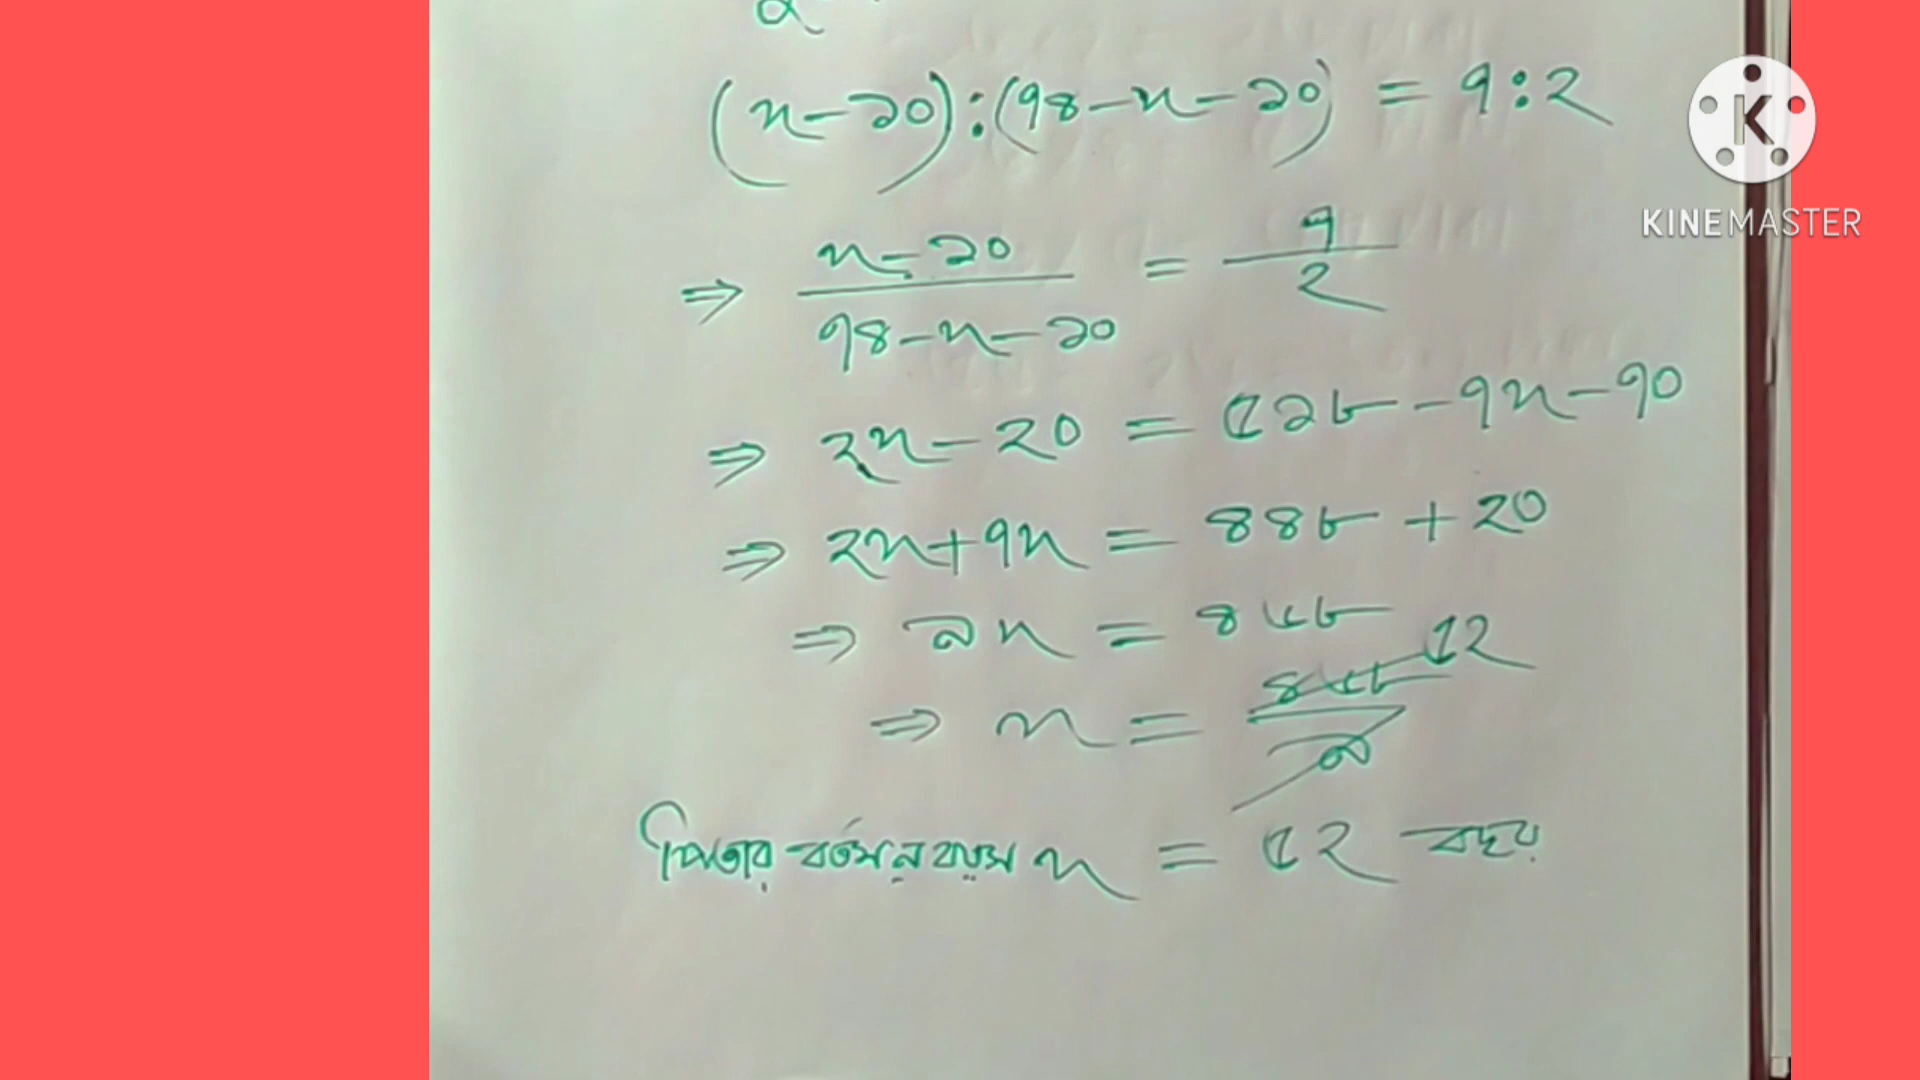 (x-১০):(৭৪-x-১০) = ৭:২
⇒ x-১০ / ৭৪-x-১০ = ৭ / ২
⇒ ২x-২০ = ৫১৮-৭x-৭০
⇒ ২x+৭x = ৪৪৮+২০
⇒ ৯x = ৪৬৮
⇒ x = ৪৬৮ / ৯ ৫২
পিতার বর্তমান বয়স x = ৫২ বছর
KINEMASTER